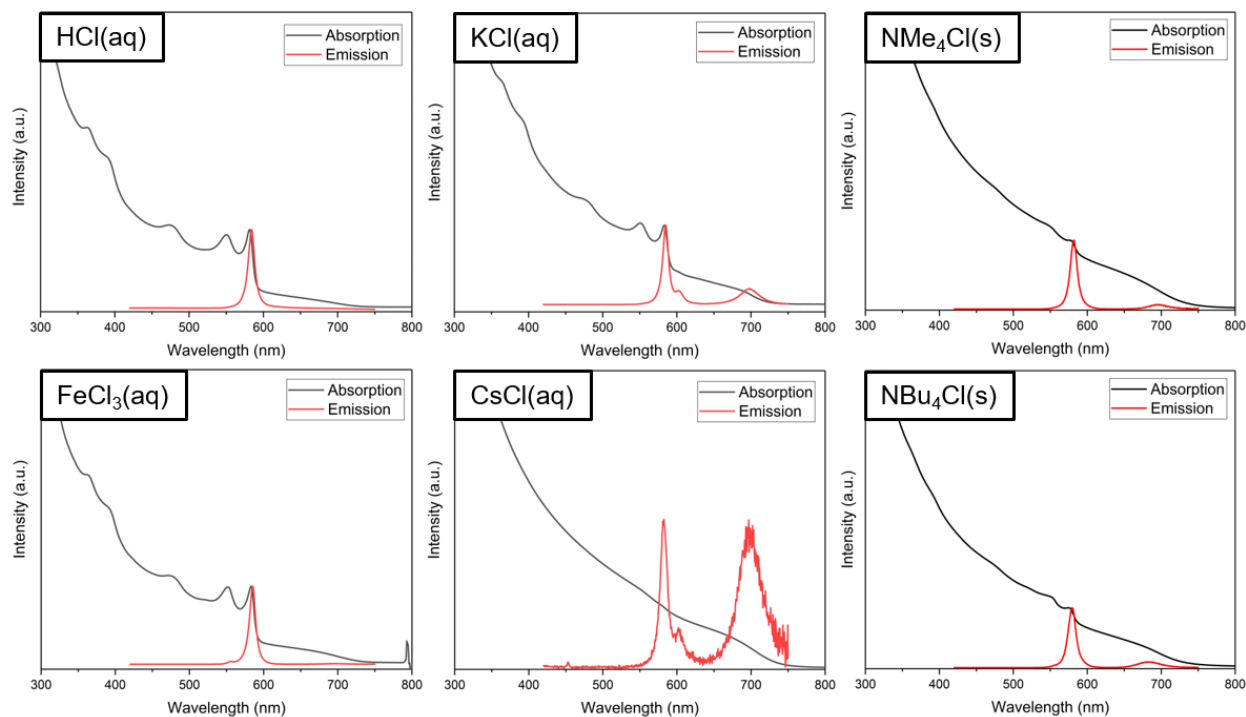 HCl(aq)
Absorption
Emission
Intensity (a.u.)
300 400 500 600 700 800
Wavelength (nm)
KCl(aq)
Absorption
Emission
Intensity (a.u.)
300 400 500 600 700 800
Wavelength (nm)
NMe₄Cl(s)
Absorption
Emisison
Intensity (a.u.)
300 400 500 600 700 800
Wavelength (nm)
FeCl₃(aq)
Absorption
Emission
Intensity (a.u.)
300 400 500 600 700 800
Wavelength (nm)
CsCl(aq)
Absorption
Emission
Intensity (a.u.)
300 400 500 600 700 800
Wavelength (nm)
NBu₄Cl(s)
Absorption
Emission
Intensity (a.u.)
300 400 500 600 700 800
Wavelength (nm)